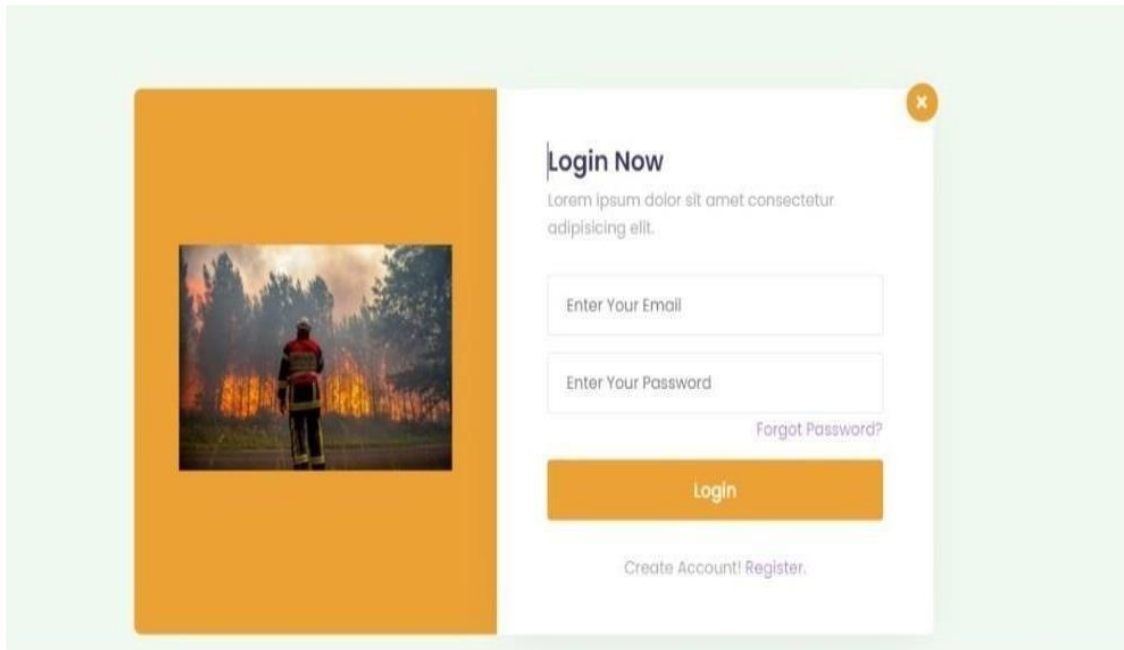 Login Now
Lorem ipsum dolor sit amet consectetur
adipisicing elit.
Enter Your Email
Enter Your Password
Forgot Password?
Login
Create Account! Register.